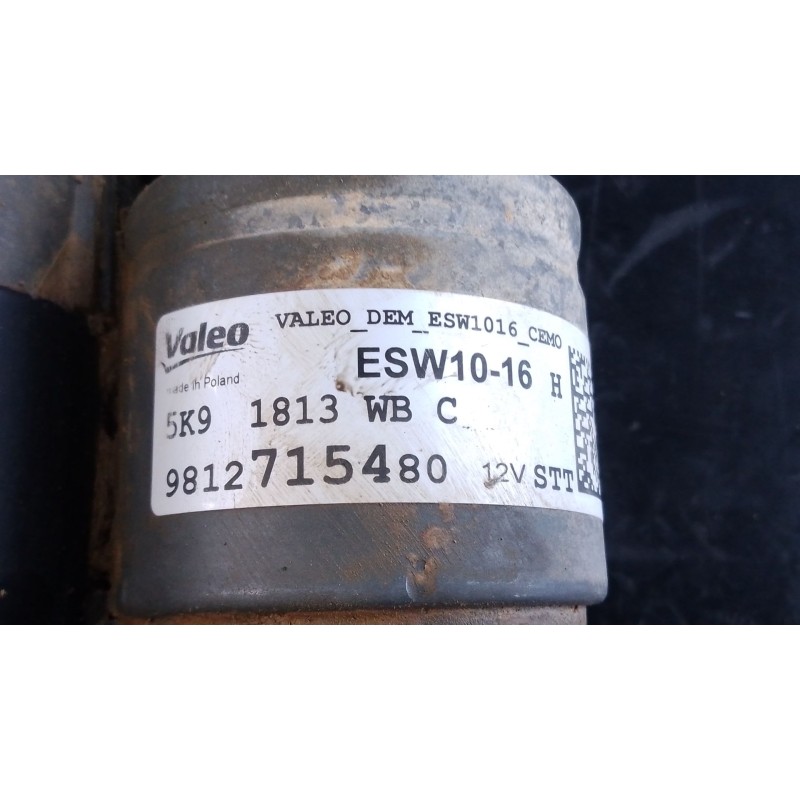 Valeo VALEO_DEM_ESW1016_CEMO
made in Poland ESW10-16 H
5K9 1813 WB C
9812715480 12V STT